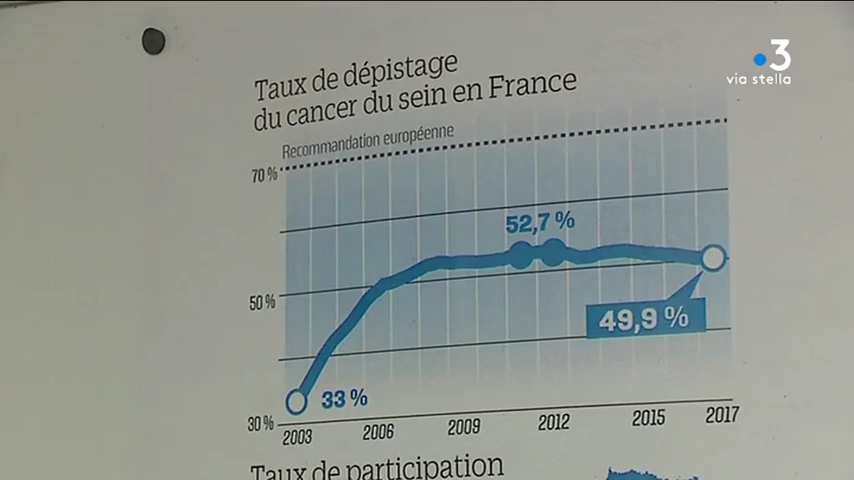 3
via stella
Taux de dépistage
du cancer du sein en France
Recommandation européenne
70 %
52,7 %
50 %
49,9 %
33 %
30 %
2003 2006 2009 2012 2015 2017
Taux de participation